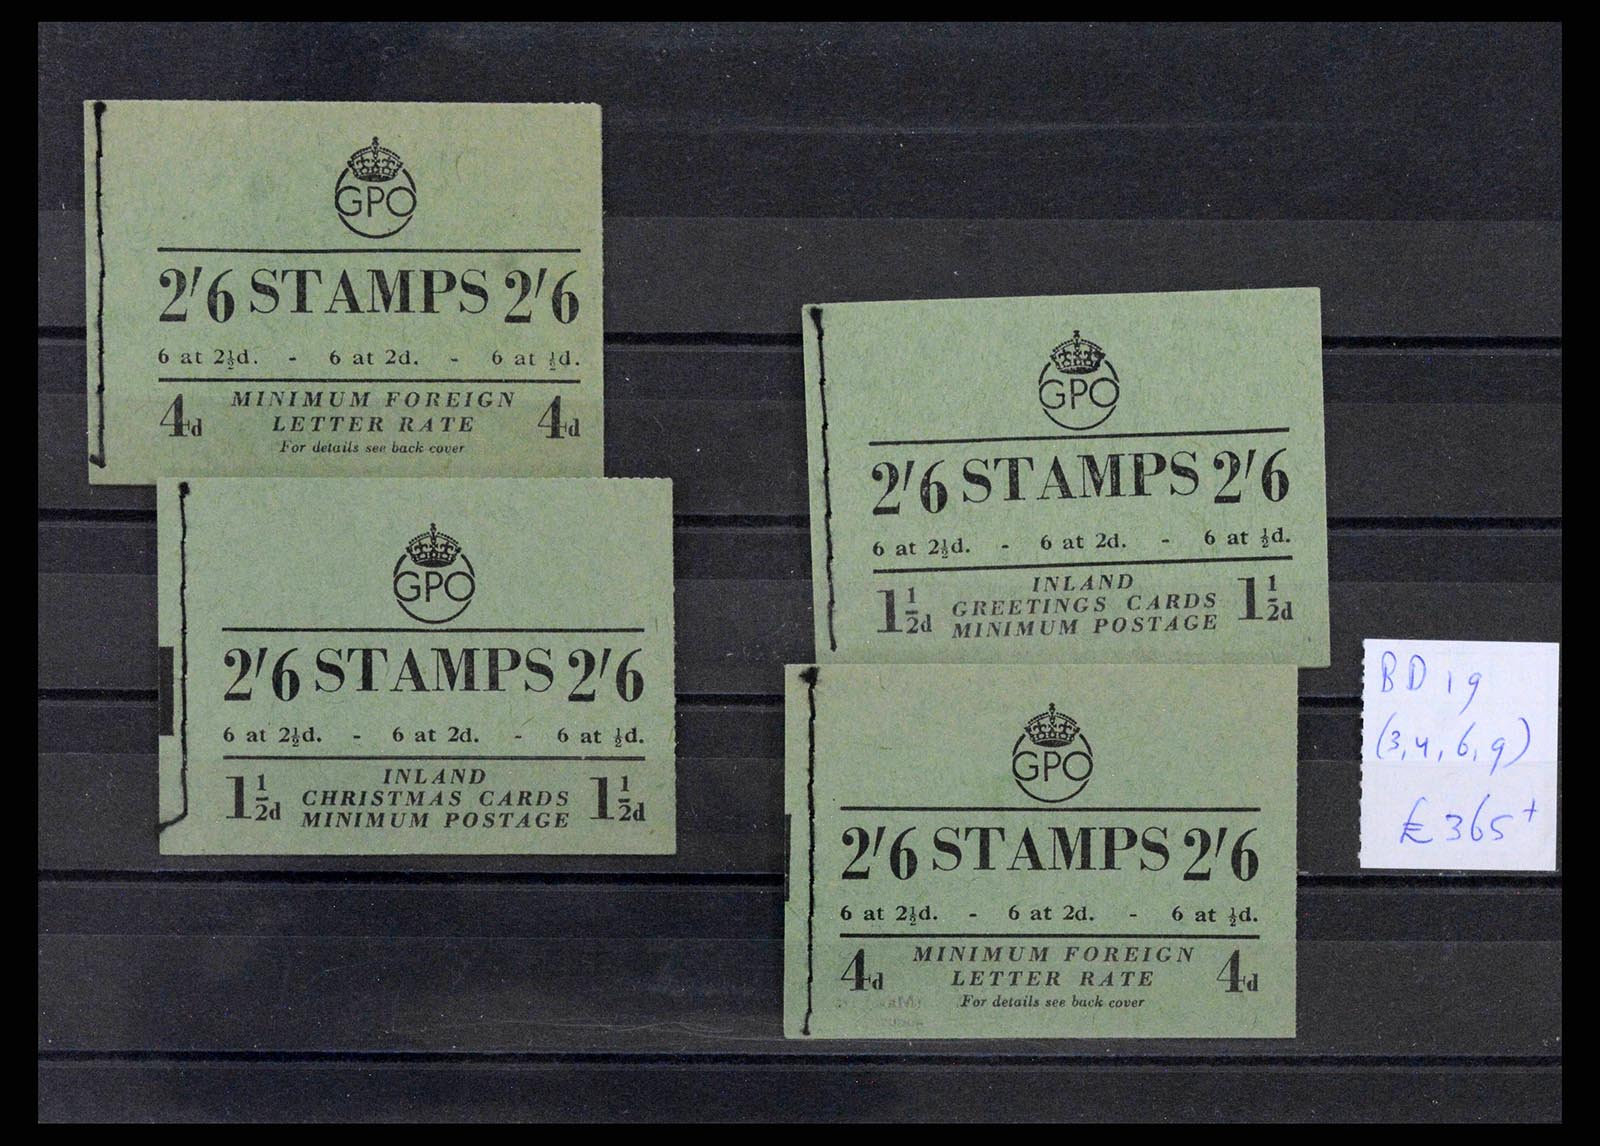 GPO
2'6 STAMPS 2'6
6 at 2½d. - 6 at 2d. - 6 at ½d.
4d MINIMUM FOREIGN 4d
LETTER RATE
For details see back cover
GPO
2'6 STAMPS 2'6
6 at 2½d. - 6 at 2d. - 6 at ½d.
1½d INLAND 1½d
CHRISTMAS CARDS
MINIMUM POSTAGE
GPO
2'6 STAMPS 2'6
6 at 2½d. - 6 at 2d. - 6 at ½d.
1½d INLAND 1½d
GREETINGS CARDS
MINIMUM POSTAGE
GPO
2'6 STAMPS 2'6
6 at 2½d. - 6 at 2d. - 6 at ½d.
4d MINIMUM FOREIGN 4d
LETTER RATE
For details see back cover
BD 19
(3, 4, 6, 9)
£365+